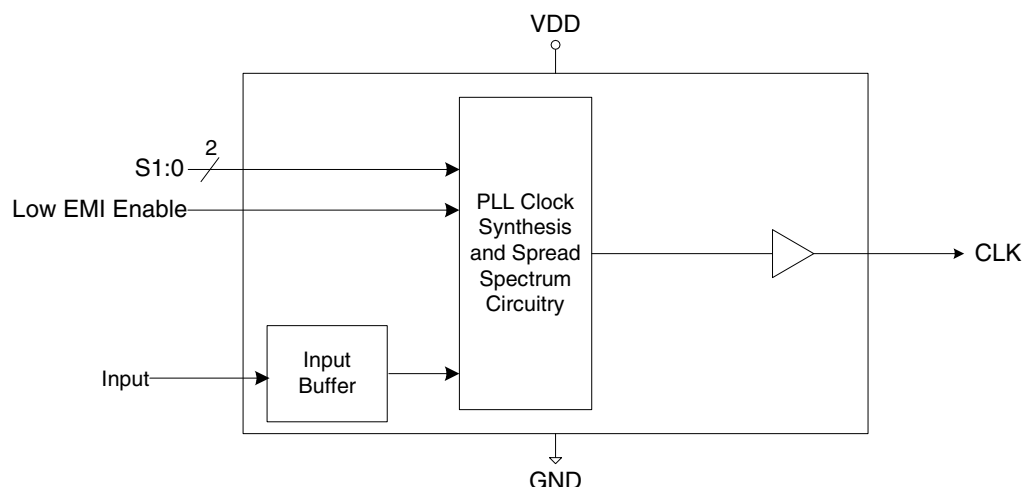 VDD
2
S1:0
Low EMI Enable
PLL Clock
Synthesis
and Spread
Spectrum
Circuitry
CLK
Input
Input
Buffer
GND